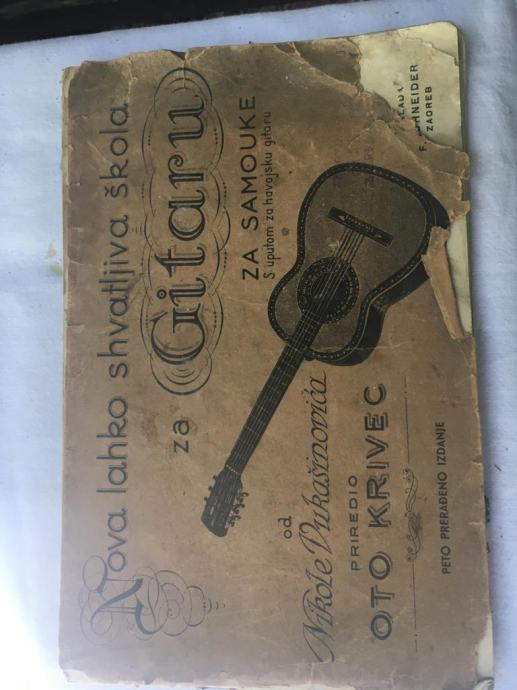 Nova lahko shvatljiva škola
za Gitaru
ZA SAMOUKE
S uputom za havajsku gitaru
od
Nikole Vukašinovića
PRIREDIO
OTO KRIVEC
PETO PRERAĐENO IZDANJE
ZAGREB